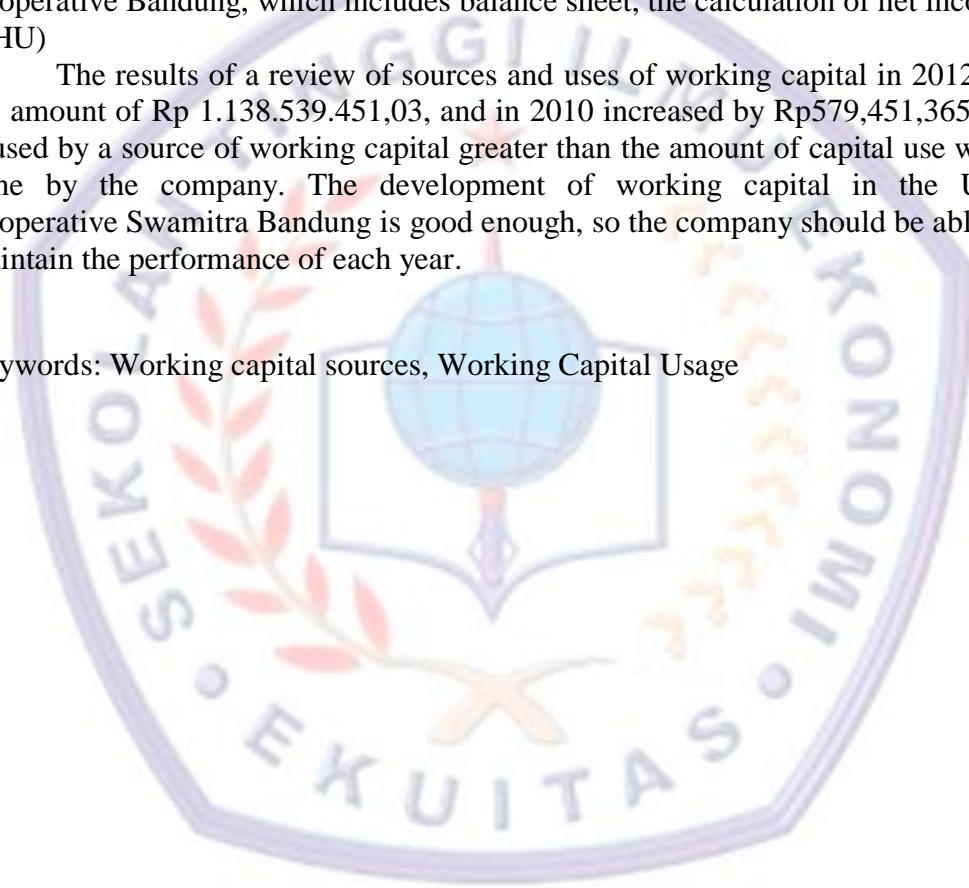 operative Bandung, which includes balance sheet, the calculation of net inco
HU)
The results of a review of sources and uses of working capital in 2012
amount of Rp 1.138.539.451,03, and in 2010 increased by Rp579,451,365
used by a source of working capital greater than the amount of capital use w
ne by the company. The development of working capital in the U
operative Swamitra Bandung is good enough, so the company should be abl
intain the performance of each year.
ywords: Working capital sources, Working Capital Usage
SEKOLAH TINGGI ILMU EKONOMI
• EKUITAS •